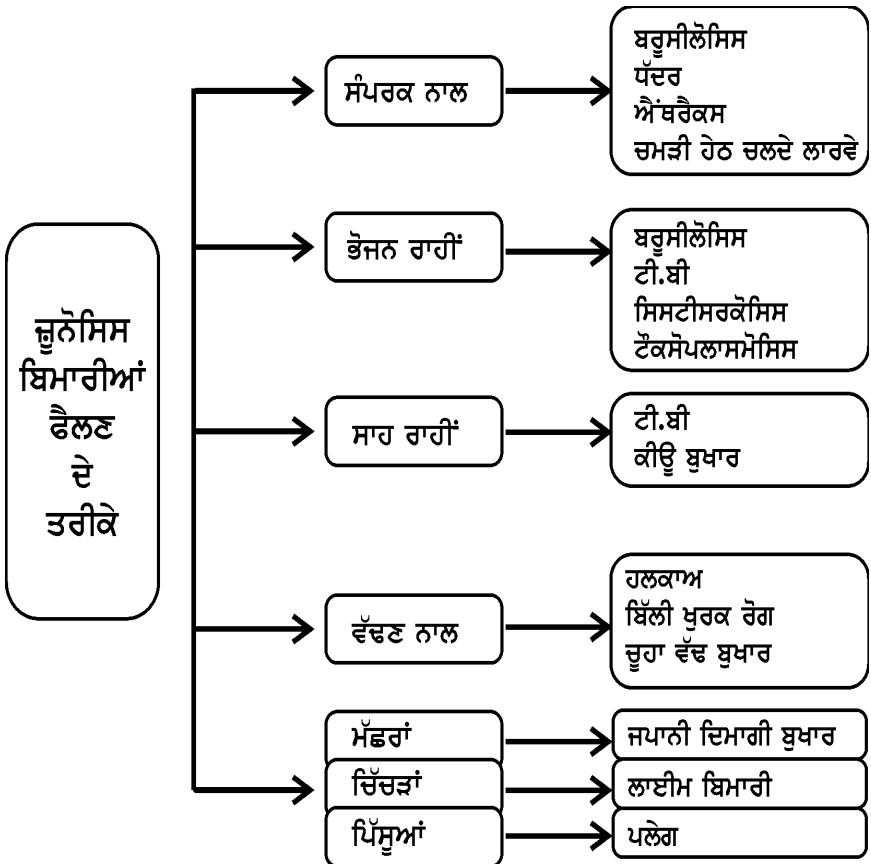 ਜ਼ੂਨੋਸਿਸ
ਬਿਮਾਰੀਆਂ
ਫੈਲਣ
ਦੇ
ਤਰੀਕੇ
ਸੰਪਰਕ ਨਾਲ
ਬਰੂਸੀਲੋਸਿਸ
ਧੱਦਰ
ਐਂਥਰੈਕਸ
ਚਮੜੀ ਹੇਠ ਚਲਦੇ ਲਾਰਵੇ
ਭੋਜਨ ਰਾਹੀਂ
ਬਰੂਸੀਲੋਸਿਸ
ਟੀ.ਬੀ
ਸਿਸਟੀਸਰਕੋਸਿਸ
ਟੌਕਸੋਪਲਾਸਮੋਸਿਸ
ਸਾਹ ਰਾਹੀਂ
ਟੀ.ਬੀ
ਕੀਊ ਬੁਖਾਰ
ਵੱਢਣ ਨਾਲ
ਹਲਕਾਅ
ਬਿੱਲੀ ਖੁਰਕ ਰੋਗ
ਚੂਹਾ ਵੱਢ ਬੁਖਾਰ
ਮੱਛਰਾਂ
ਜਪਾਨੀ ਦਿਮਾਗੀ ਬੁਖਾਰ
ਚਿੱਚੜਾਂ
ਲਾਈਮ ਬਿਮਾਰੀ
ਪਿੱਸੂਆਂ
ਪਲੇਗ